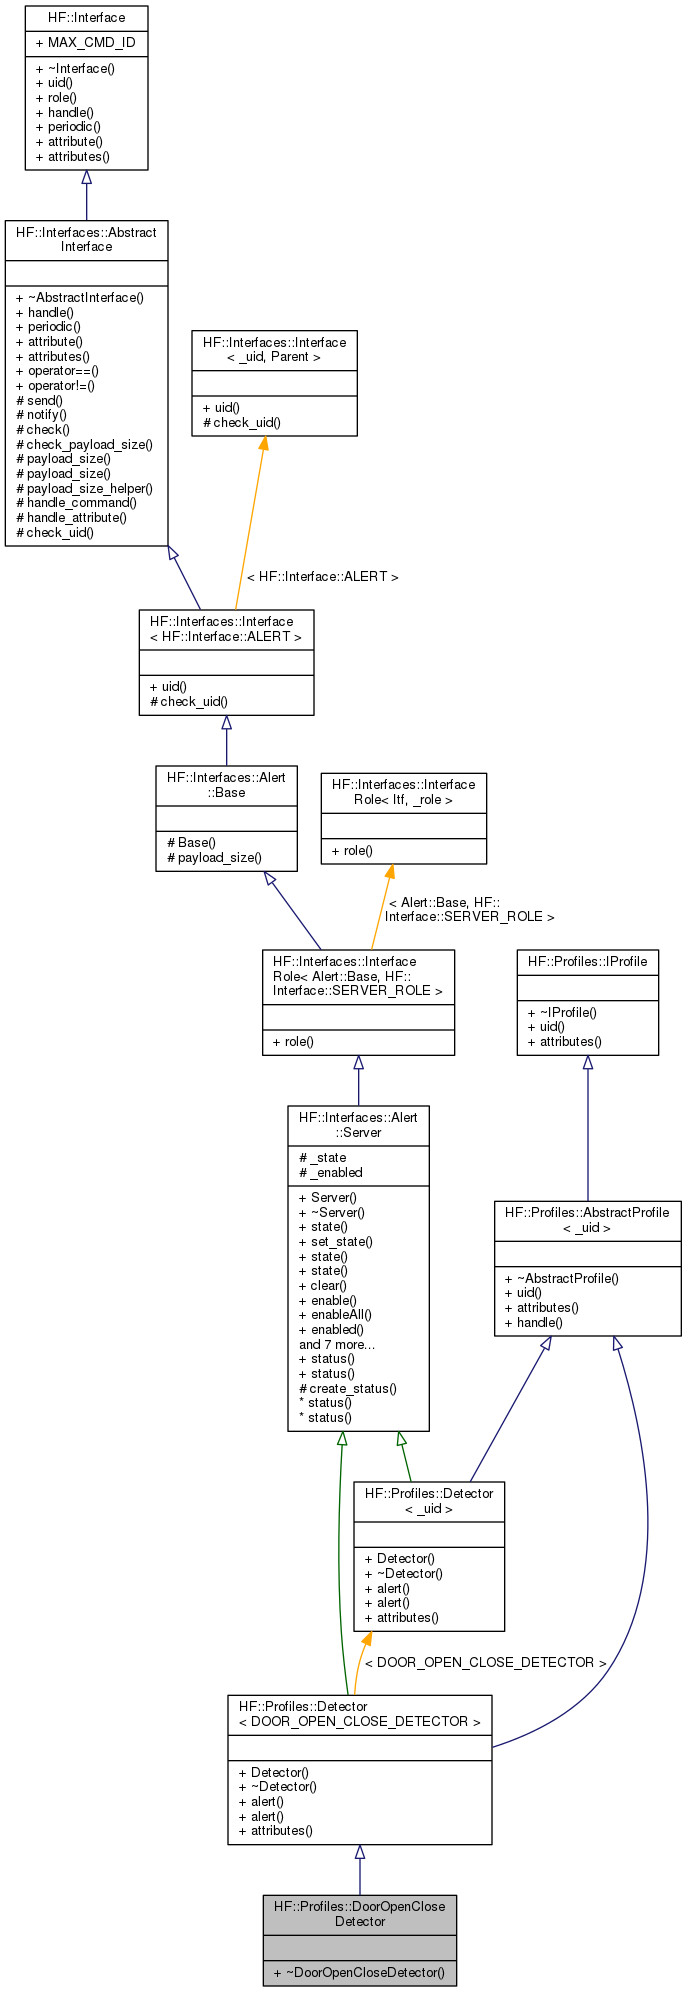 HF::Interface
+ MAX_CMD_ID
+ ~Interface()
+ uid()
+ role()
+ handle()
+ periodic()
+ attribute()
+ attributes()
HF::Interfaces::Abstract
Interface
+ ~AbstractInterface()
+ handle()
+ periodic()
+ attribute()
+ attributes()
+ operator==()
+ operator!=()
# send()
# notify()
# check()
# check_payload_size()
# payload_size()
# payload_size()
# payload_size_helper()
# handle_command()
# handle_attribute()
# check_uid()
HF::Interfaces::Interface
< _uid, Parent >
+ uid()
# check_uid()
< HF::Interface::ALERT >
HF::Interfaces::Interface
< HF::Interface::ALERT >
+ uid()
# check_uid()
HF::Interfaces::Alert
::Base
# Base()
# payload_size()
HF::Interfaces::Interface
Role< Itf, _role >
+ role()
< Alert::Base, HF::
Interface::SERVER_ROLE >
HF::Interfaces::Interface
Role< Alert::Base, HF::
Interface::SERVER_ROLE >
+ role()
HF::Profiles::IProfile
+ ~IProfile()
+ uid()
+ attributes()
HF::Interfaces::Alert
::Server
# _state
# _enabled
+ Server()
+ ~Server()
+ state()
+ set_state()
+ state()
+ state()
+ clear()
+ enable()
+ enableAll()
+ enabled()
and 7 more...
+ status()
+ status()
# create_status()
* status()
* status()
HF::Profiles::AbstractProfile
< _uid >
+ ~AbstractProfile()
+ uid()
+ attributes()
+ handle()
HF::Profiles::Detector
< _uid >
+ Detector()
+ ~Detector()
+ alert()
+ alert()
+ attributes()
< DOOR_OPEN_CLOSE_DETECTOR >
HF::Profiles::Detector
< DOOR_OPEN_CLOSE_DETECTOR >
+ Detector()
+ ~Detector()
+ alert()
+ alert()
+ attributes()
HF::Profiles::DoorOpenClose
Detector
+ ~DoorOpenCloseDetector()